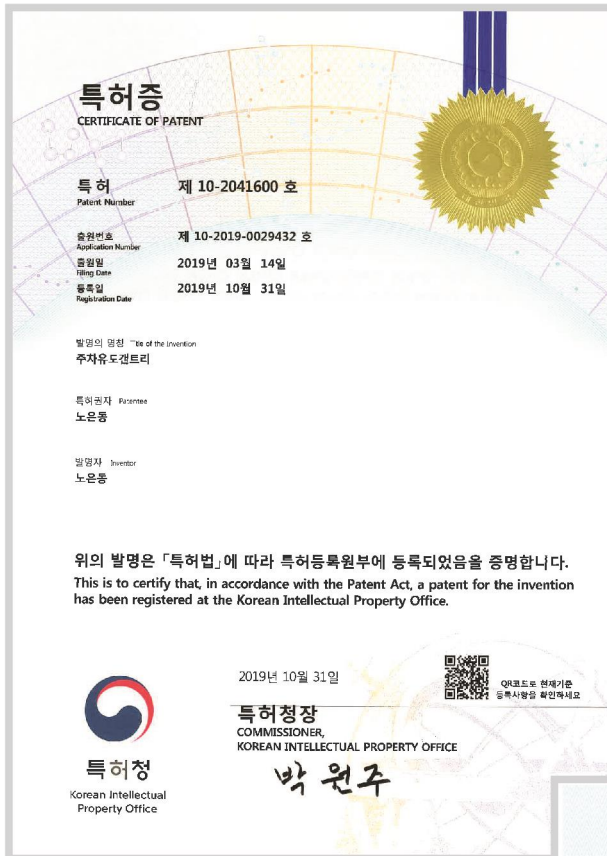 특허증
CERTIFICATE OF PATENT
특 허 제 10-2041600 호
Patent Number
출원번호 제 10-2019-0029432 호
Application Number
출원일 2019년 03월 14일
Filing Date
등록일 2019년 10월 31일
Registration Date
발명의 명칭 Title of the Invention
주차유도갠트리
특허권자 Patentee
노은동
발명자 Inventor
노은동
위의 발명은 「특허법」에 따라 특허등록원부에 등록되었음을 증명합니다.
This is to certify that, in accordance with the Patent Act, a patent for the invention
has been registered at the Korean Intellectual Property Office.
2019년 10월 31일
QR코드로 현재기준
등록사항을 확인하세요
특허청장
COMMISSIONER,
KOREAN INTELLECTUAL PROPERTY OFFICE
박원주
특허청
Korean Intellectual
Property Office